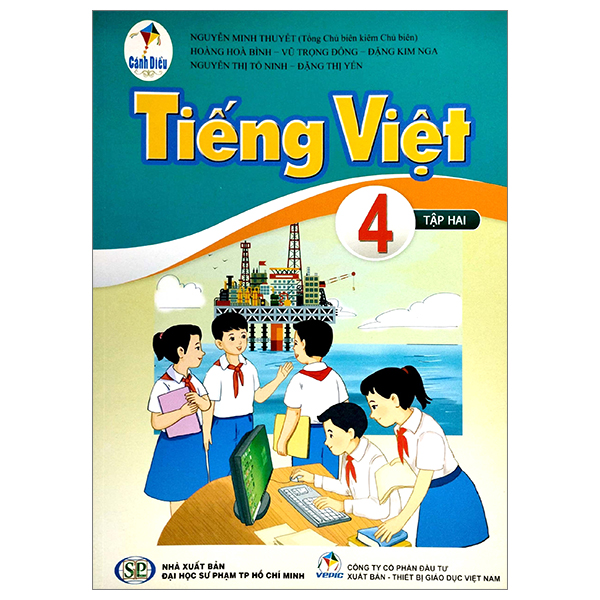 NGUYỄN MINH THUYẾT (Tổng Chủ biên kiêm Chủ biên)
HOÀNG HOÀ BÌNH – VŨ TRỌNG ĐÔNG – ĐẶNG KIM NGA
NGUYỄN THỊ TỐ NINH – ĐẶNG THỊ YẾN
Cánh Diều
Tiếng Việt
4
TẬP HAI
SP
NHÀ XUẤT BẢN
ĐẠI HỌC SƯ PHẠM TP HỒ CHÍ MINH
VEPIC
CÔNG TY CỔ PHẦN ĐẦU TƯ
XUẤT BẢN - THIẾT BỊ GIÁO DỤC VIỆT NAM